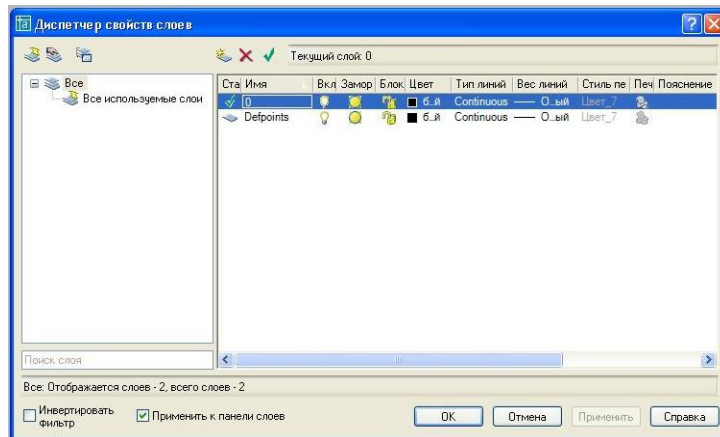 Диспетчер свойств слоев
Текущий слой: 0
Все
Все используемые слои
Ста Имя Вкл Замор Блок Цвет Тип линий Вес линий Стиль пе Печ Пояснение
0 б..й Continuous О...ый Цвет_7
Defpoints б..й Continuous О...ый Цвет_7
Поиск слоя
Все: Отображается слоев - 2, всего слоев - 2
Инвертировать фильтр
Применить к панели слоев
OK Отмена Применить Справка